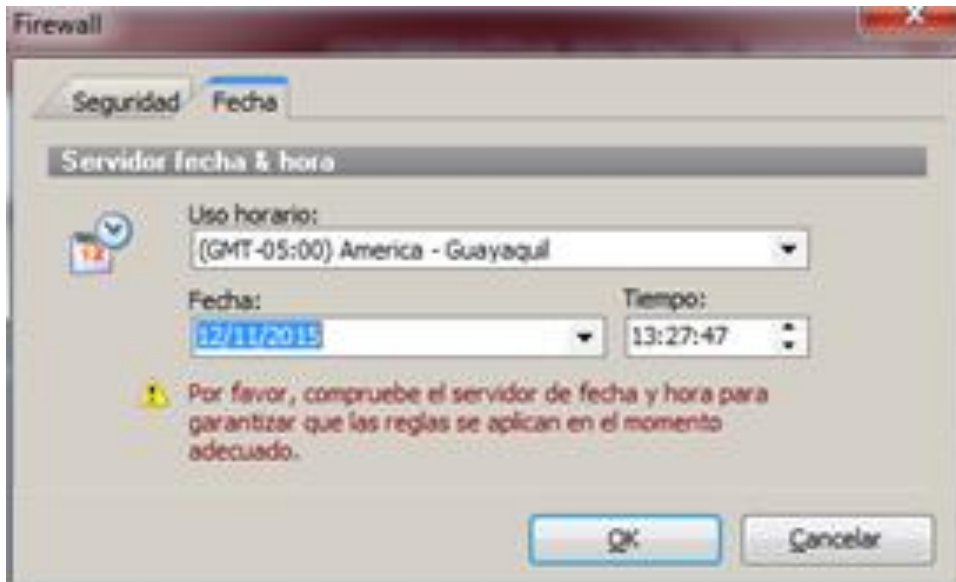 Firewall
Seguridad
Fecha
Servidor fecha & hora
Uso horario:
(GMT-05:00) America - Guayaquil
Fecha:
Tiempo:
12/11/2015
13:27:47
Por favor, compruebe el servidor de fecha y hora para
garantizar que las reglas se aplican en el momento
adecuado.
OK
Cancelar